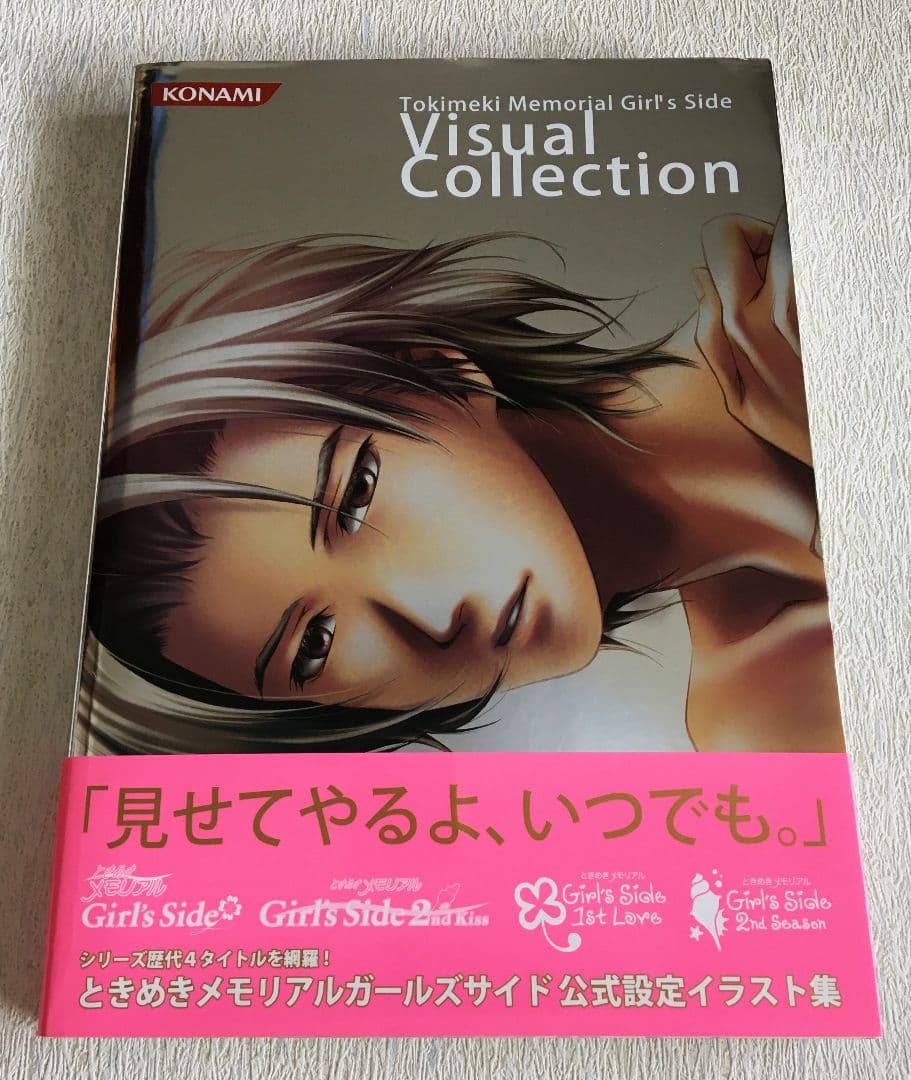 KONAMI
Tokimeki Memorial Girl's Side
Visual
Collection
「見せてやるよ、いつでも。」
ときめき
メモリアル
Girl's Side
ときめきメモリアル
Girl's Side 2nd Kiss
ときめきメモリアル
Girl's Side
1st Love
ときめきメモリアル
Girl's Side
2nd Season
シリーズ歴代4タイトルを網羅!
ときめきメモリアルガールズサイド 公式設定イラスト集